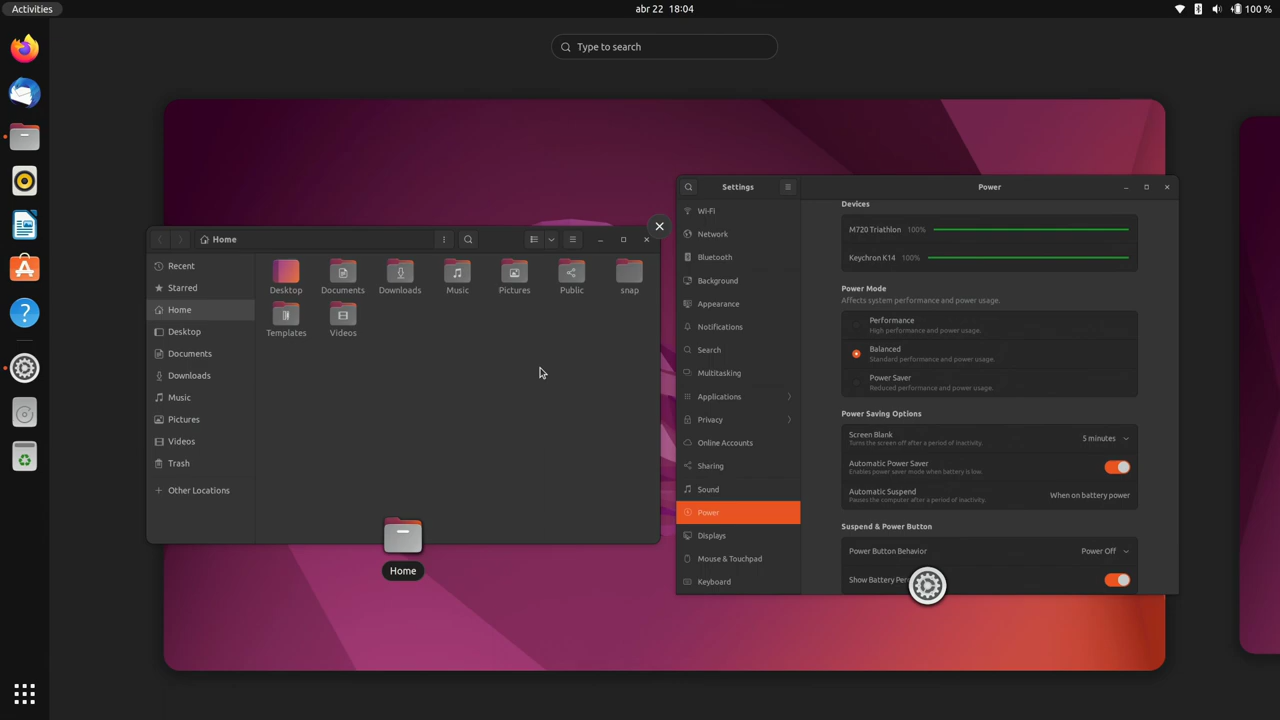 Activities
abr 22 18:04
100 %
Type to search
Home
Recent
Starred
Home
Desktop
Documents
Downloads
Music
Pictures
Videos
Trash
Other Locations
Desktop
Documents
Downloads
Music
Pictures
Public
snap
Templates
Videos
Home
Settings
Wi-Fi
Network
Bluetooth
Background
Appearance
Notifications
Search
Multitasking
Applications
Privacy
Online Accounts
Sharing
Sound
Power
Displays
Mouse & Touchpad
Keyboard
Power
Devices
M720 Triathlon 100%
Keychron K14 100%
Power Mode
Affects system performance and power usage.
Performance
High performance and power usage.
Balanced
Standard performance and power usage.
Power Saver
Reduced performance and power usage.
Power Saving Options
Screen Blank
Turns the screen off after a period of inactivity.
5 minutes
Automatic Power Saver
Enables power saver mode when battery is low.
Automatic Suspend
Pauses the computer after a period of inactivity.
When on battery power
Suspend & Power Button
Power Button Behavior
Power Off
Show Battery Per